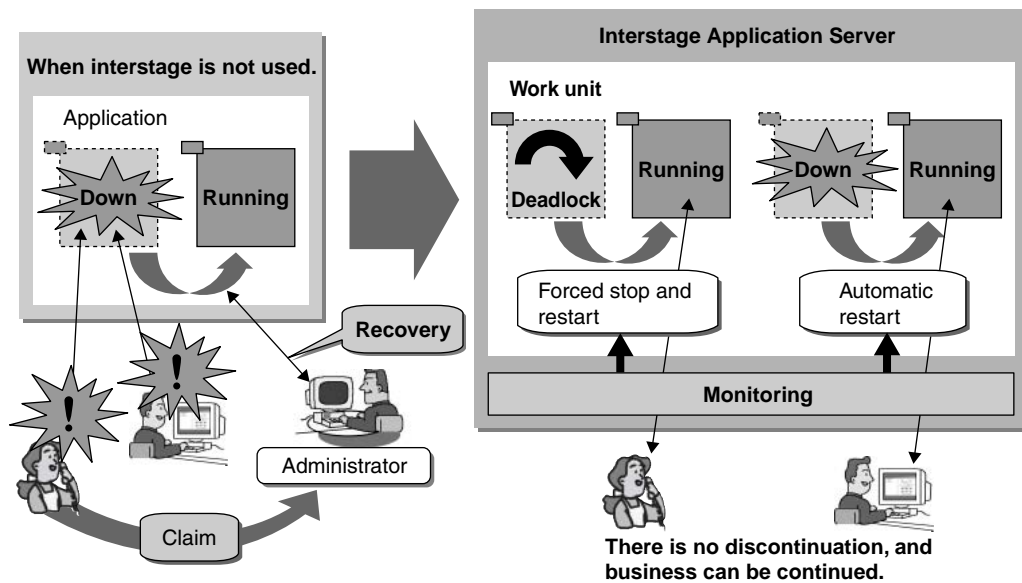 When interstage is not used.
Application
Down
Running
Recovery
!
!
Administrator
Claim
Interstage Application Server
Work unit
Deadlock
Running
Down
Running
Forced stop and
restart
Automatic
restart
Monitoring
There is no discontinuation, and
business can be continued.